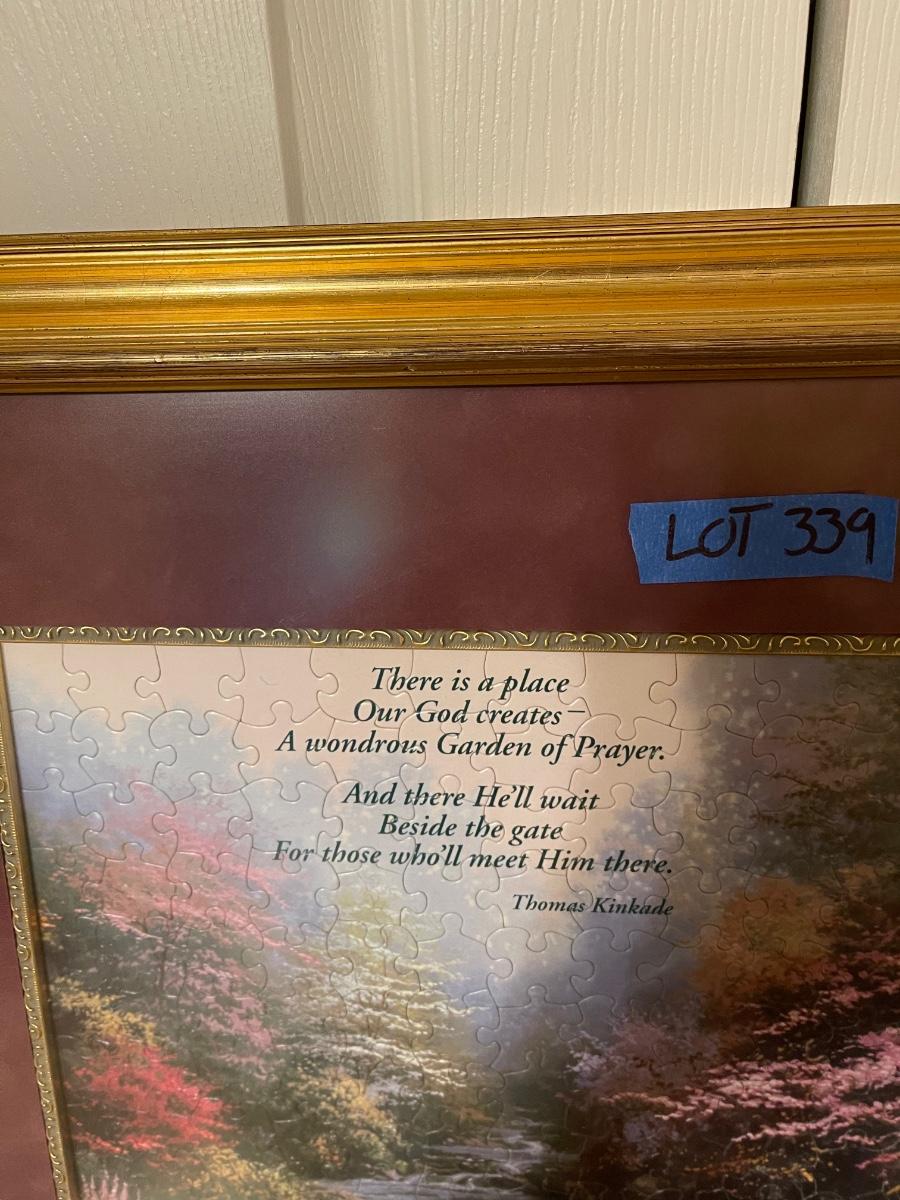 LOT 339
There is a place
Our God creates—
A wondrous Garden of Prayer.
And there He'll wait
Beside the gate
For those who'll meet Him there.
Thomas Kinkade